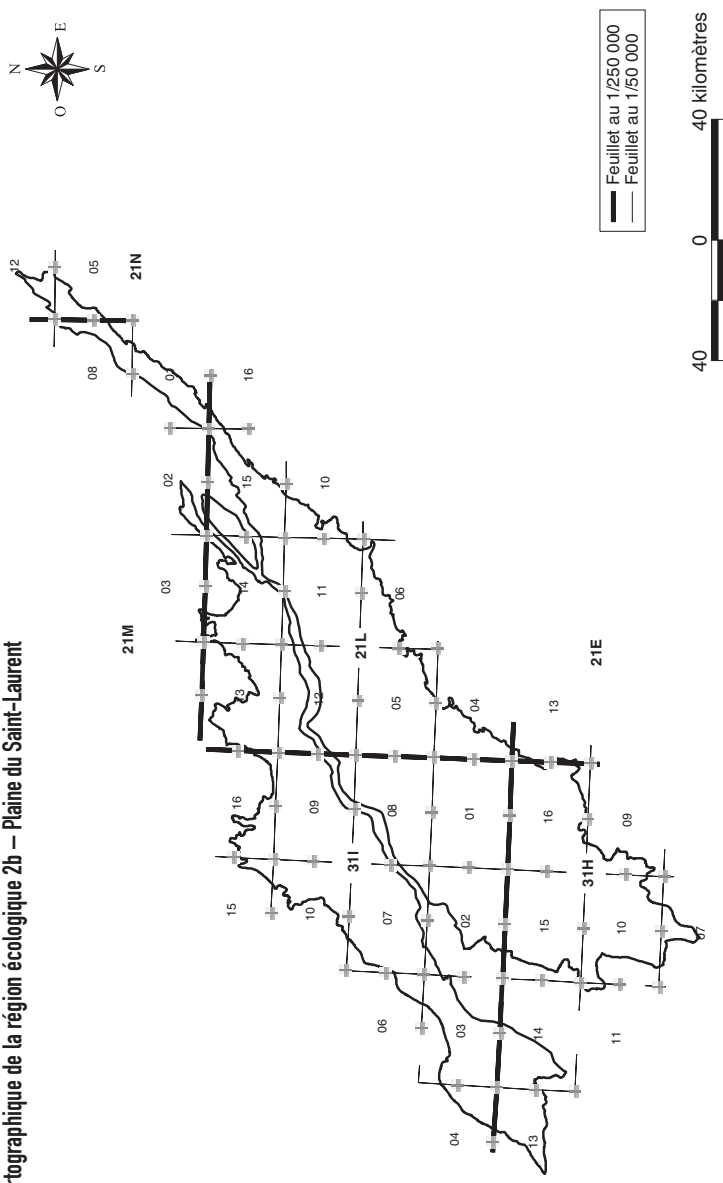 tographique de la région écologique 2b – Plaine du Saint-Laurent
N
O
E
S
12
05
21N
08
16
02
15
10
03
21M
14
11
06
21L
13
12
05
04
21E
13
16
09
08
01
16
09
31I
31H
15
10
07
02
15
10
07
06
03
14
11
04
13
Feuillet au 1/250 000
Feuillet au 1/50 000
40
0
40 kilomètres